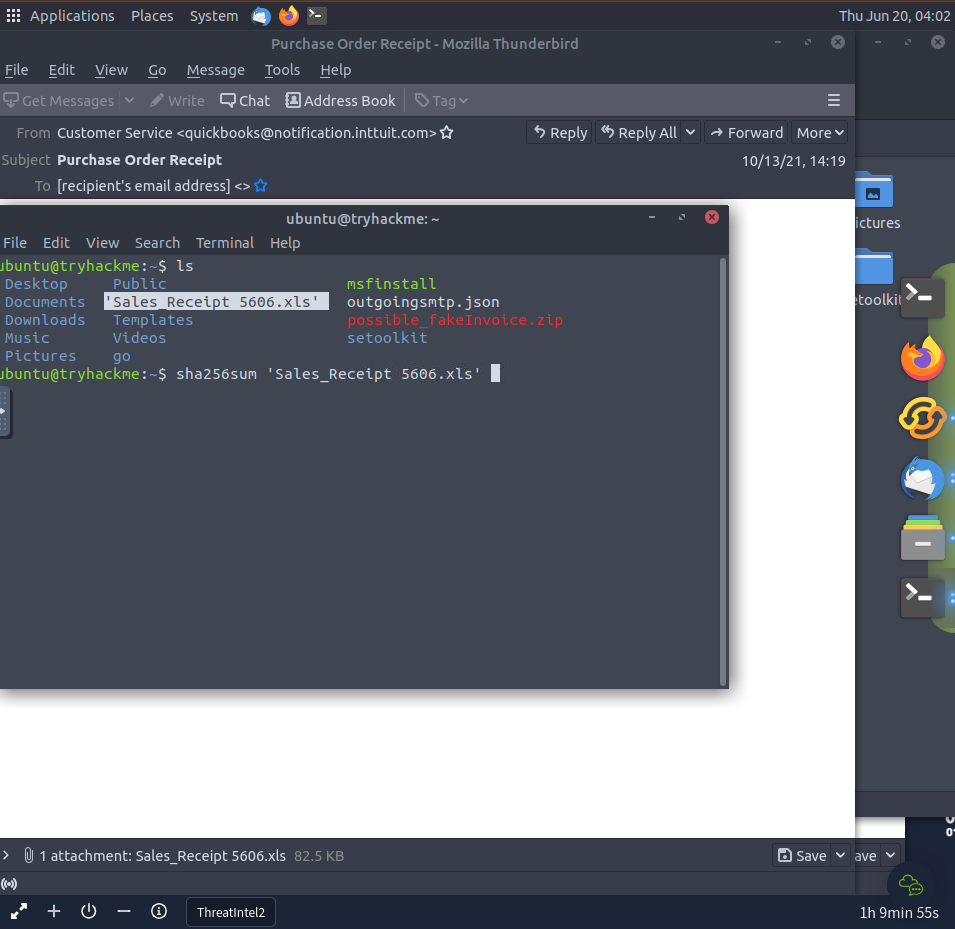 Applications Places System Thu Jun 20, 04:02
Purchase Order Receipt - Mozilla Thunderbird
File Edit View Go Message Tools Help
Get Messages Write Chat Address Book Tag
From Customer Service <quickbooks@notification.inttuit.com> Reply Reply All Forward More
Subject Purchase Order Receipt 10/13/21, 14:19
To [recipient's email address] <>
ubuntu@tryhackme: ~
File Edit View Search Terminal Help
ubuntu@tryhackme:~$ ls
Desktop Public msfinstall
Documents 'Sales_Receipt 5606.xls' outgoingsmtp.json
Downloads Templates possible_fakeInvoice.zip
Music Videos setoolkit
Pictures go
ubuntu@tryhackme:~$ sha256sum 'Sales_Receipt 5606.xls'
ictures
etoolki
1 attachment: Sales_Receipt 5606.xls 82.5 KB Save ave
ThreatIntel2 1h 9min 55s